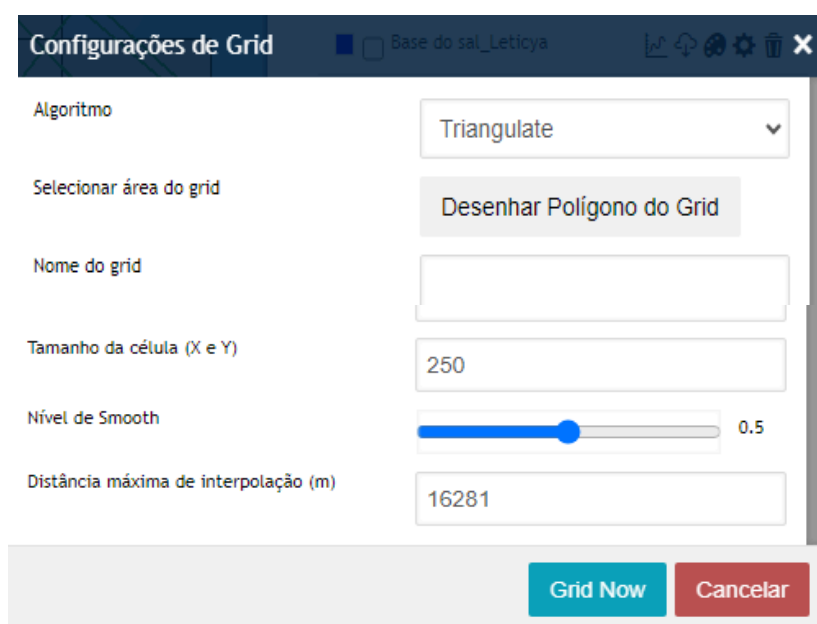 Configurações de Grid
Base do sal_Leticya
Algoritmo
Triangulate
Selecionar área do grid
Desenhar Polígono do Grid
Nome do grid
Tamanho da célula (X e Y)
250
Nível de Smooth
0.5
Distância máxima de interpolação (m)
16281
Grid Now
Cancelar